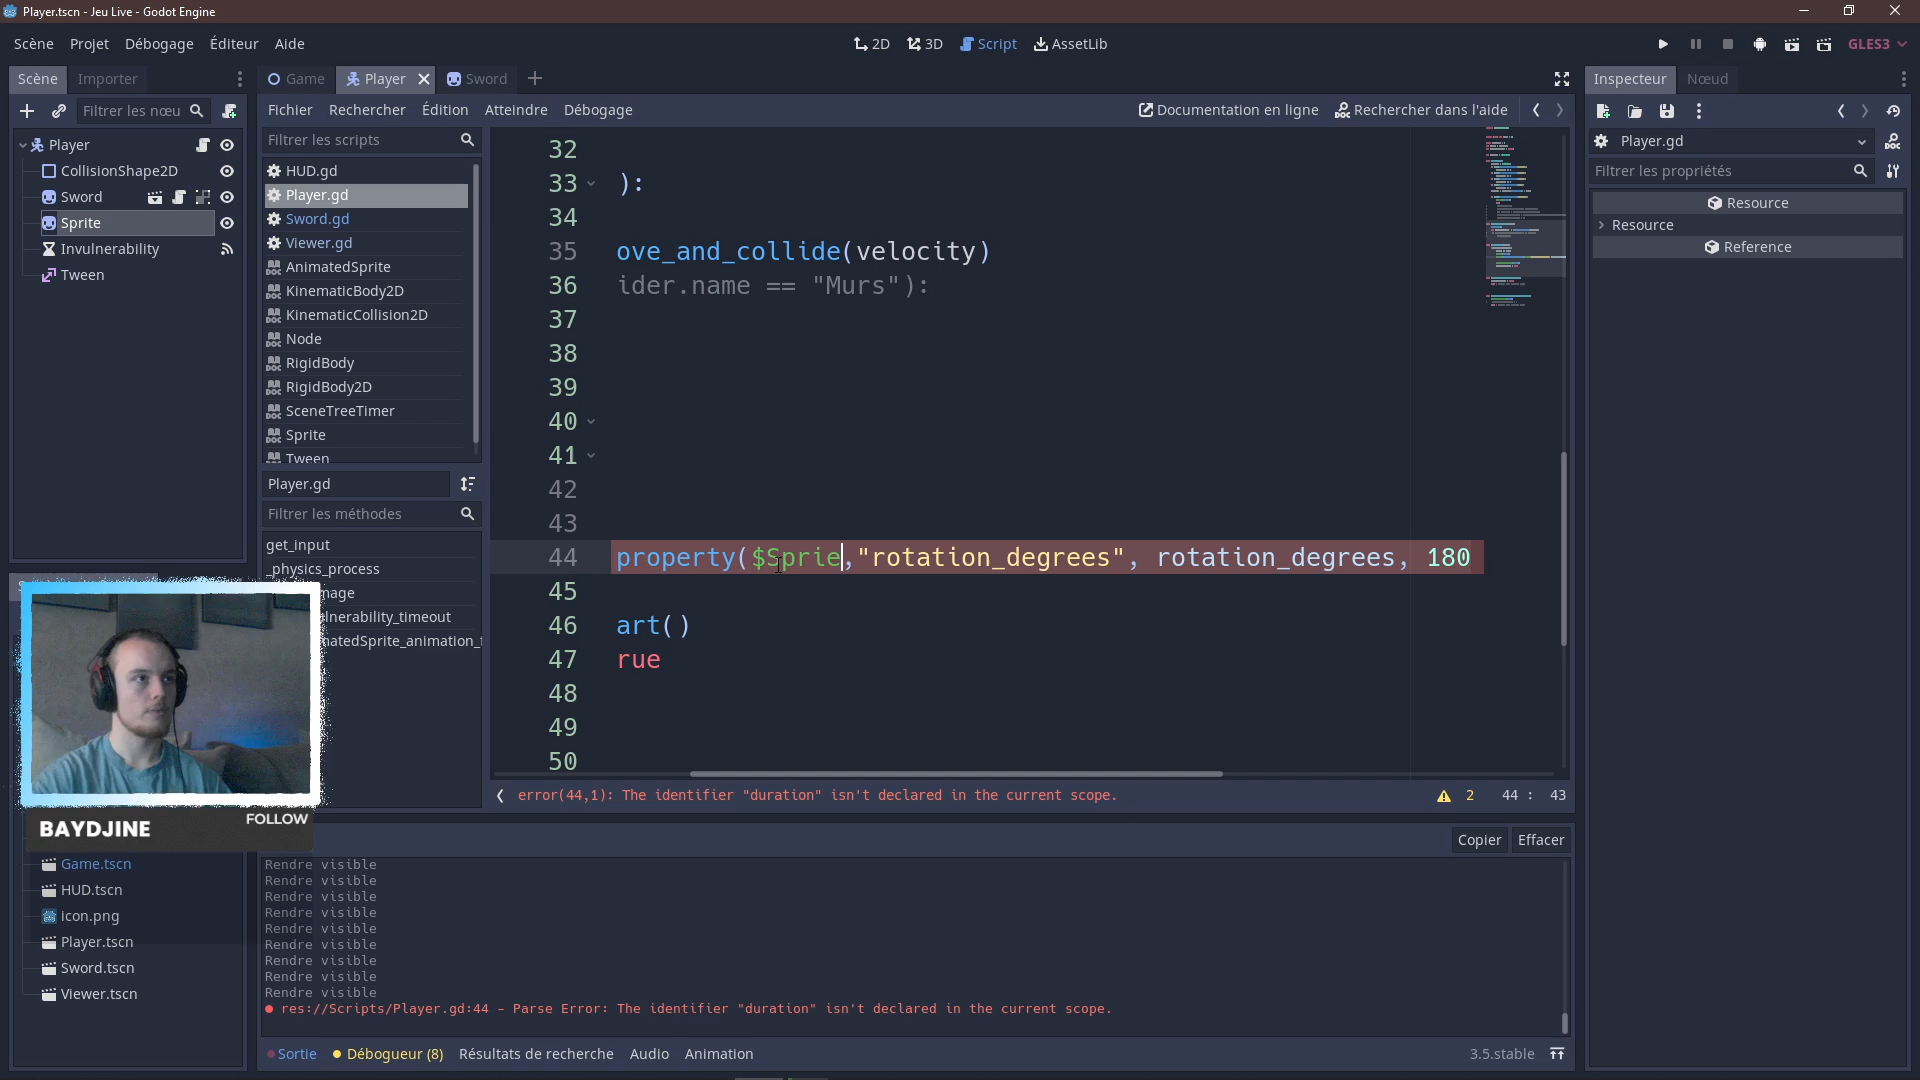 Player.tscn - Jeu Live - Godot Engine
Scène Projet Débogage Éditeur Aide
2D 3D Script AssetLib
GLES3
Scène Importer
Game Player Sword
Inspecteur Nœud
Filtrer les nœu
Fichier Rechercher Édition Atteindre Débogage
Documentation en ligne Rechercher dans l'aide
Player
CollisionShape2D
Sword
Sprite
Invulnerability
Tween
Filtrer les scripts
HUD.gd
Player.gd
Sword.gd
Viewer.gd
AnimatedSprite
KinematicBody2D
KinematicCollision2D
Node
RigidBody
RigidBody2D
SceneTreeTimer
Sprite
Tween
Player.gd
Filtrer les méthodes
get_input
_physics_process
mage
lnerability_timeout
natedSprite_animation_f
32
33 ):
34
35 ove_and_collide(velocity)
36 ider.name == "Murs"):
37
38
39
40
41
42
43
44 property($Sprie,"rotation_degrees", rotation_degrees, 180
45
46 art()
47 rue
48
49
50
error(44,1): The identifier "duration" isn't declared in the current scope.
2 44 : 43
Player.gd
Filtrer les propriétés
Resource
Resource
Reference
BAYDJINE
FOLLOW
Game.tscn
HUD.tscn
icon.png
Player.tscn
Sword.tscn
Viewer.tscn
Copier Effacer
Rendre visible
Rendre visible
Rendre visible
Rendre visible
Rendre visible
Rendre visible
Rendre visible
Rendre visible
Rendre visible
res://Scripts/Player.gd:44 - Parse Error: The identifier "duration" isn't declared in the current scope.
Sortie Débogueur (8) Résultats de recherche Audio Animation
3.5.stable